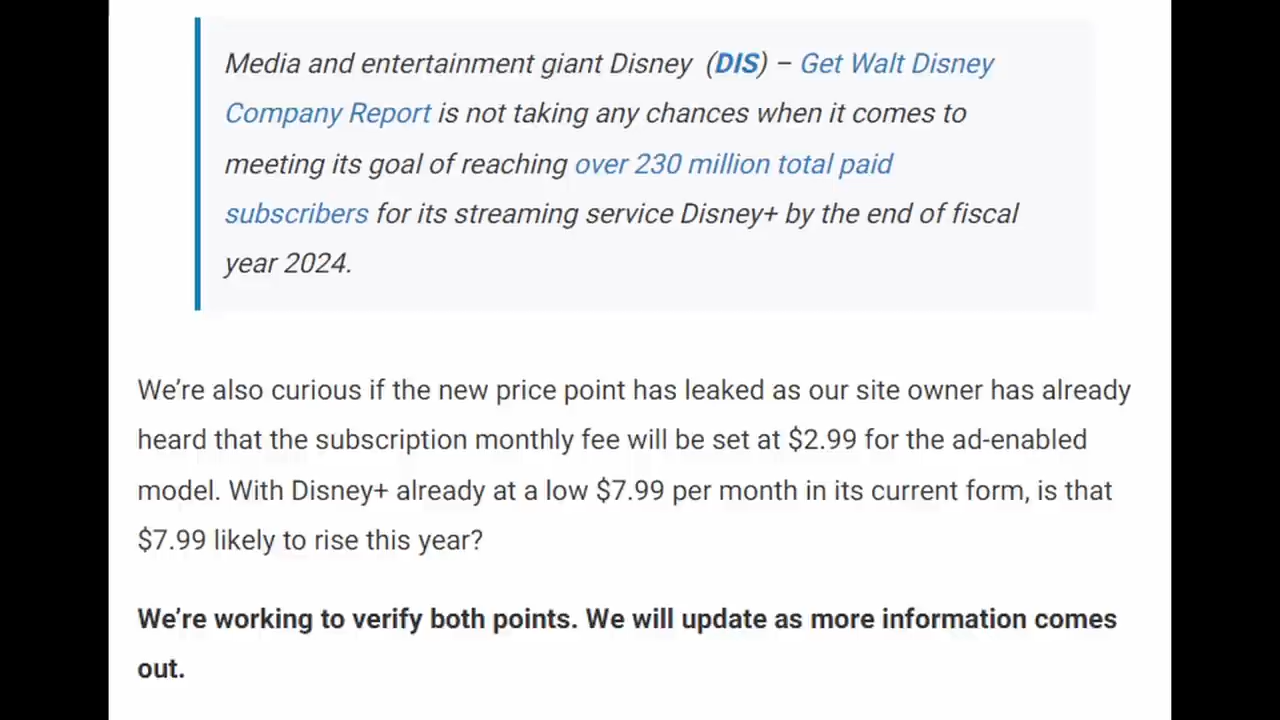 Media and entertainment giant Disney (DIS) – Get Walt Disney
Company Report is not taking any chances when it comes to
meeting its goal of reaching over 230 million total paid
subscribers for its streaming service Disney+ by the end of fiscal
year 2024.
We’re also curious if the new price point has leaked as our site owner has already
heard that the subscription monthly fee will be set at $2.99 for the ad-enabled
model. With Disney+ already at a low $7.99 per month in its current form, is that
$7.99 likely to rise this year?
We’re working to verify both points. We will update as more information comes
out.